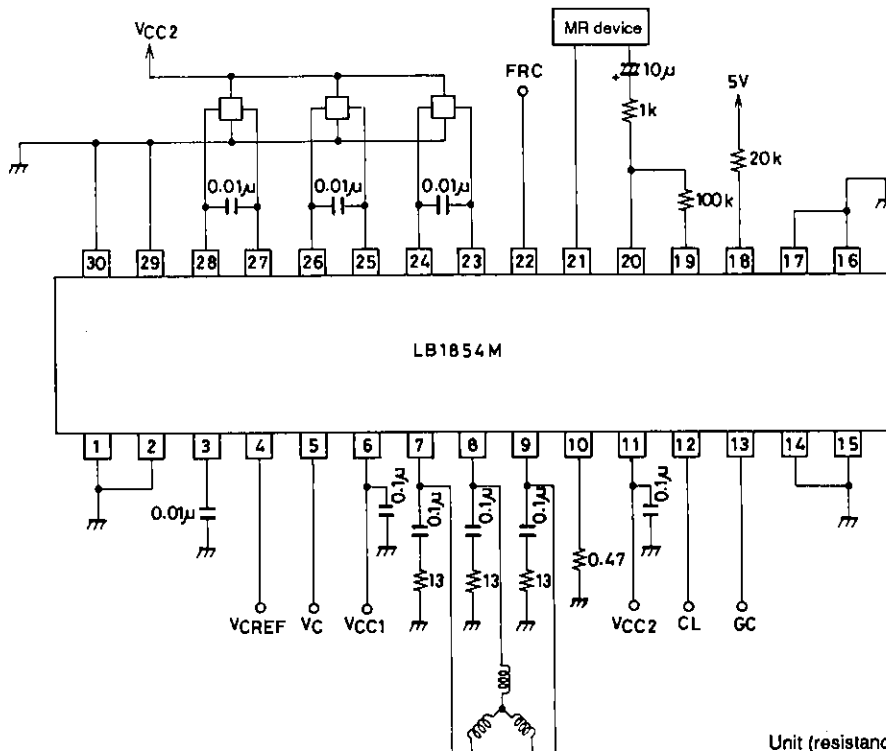 MR device
VCC2
10μ
FRC
5V
1k
20k
0.01μ
0.01μ
0.01μ
100k
30 29 28 27 26 25 24 23 22 21 20 19 18 17 16
LB1854M
1 2 3 4 5 6 7 8 9 10 11 12 13 14 15
0.1μ
0.1μ
0.1μ
0.1μ
0.1μ
0.01μ
0.47
13
13
13
VCREF
VC
VCC1
VCC2
CL
GC
Unit (resistanc